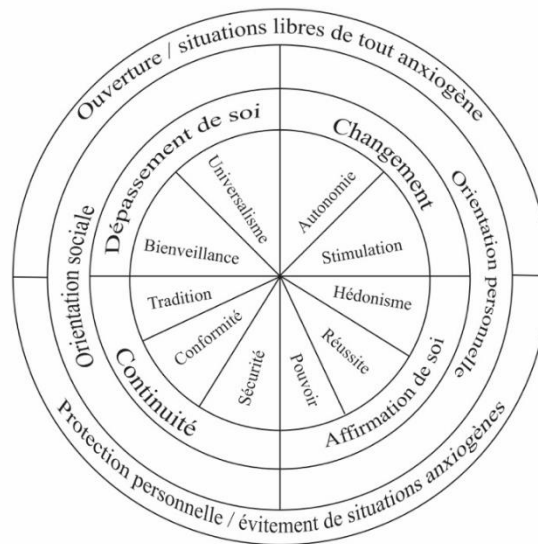 Ouverture / situations libres de tout anxiogène
Orientation sociale
Orientation personnelle
Dépassement de soi
Changement
Universalisme
Autonomie
Bienveillance
Stimulation
Tradition
Hédonisme
Conformité
Réussite
Sécurité
Pouvoir
Continuité
Affirmation de soi
Protection personnelle / évitement de situations anxiogènes